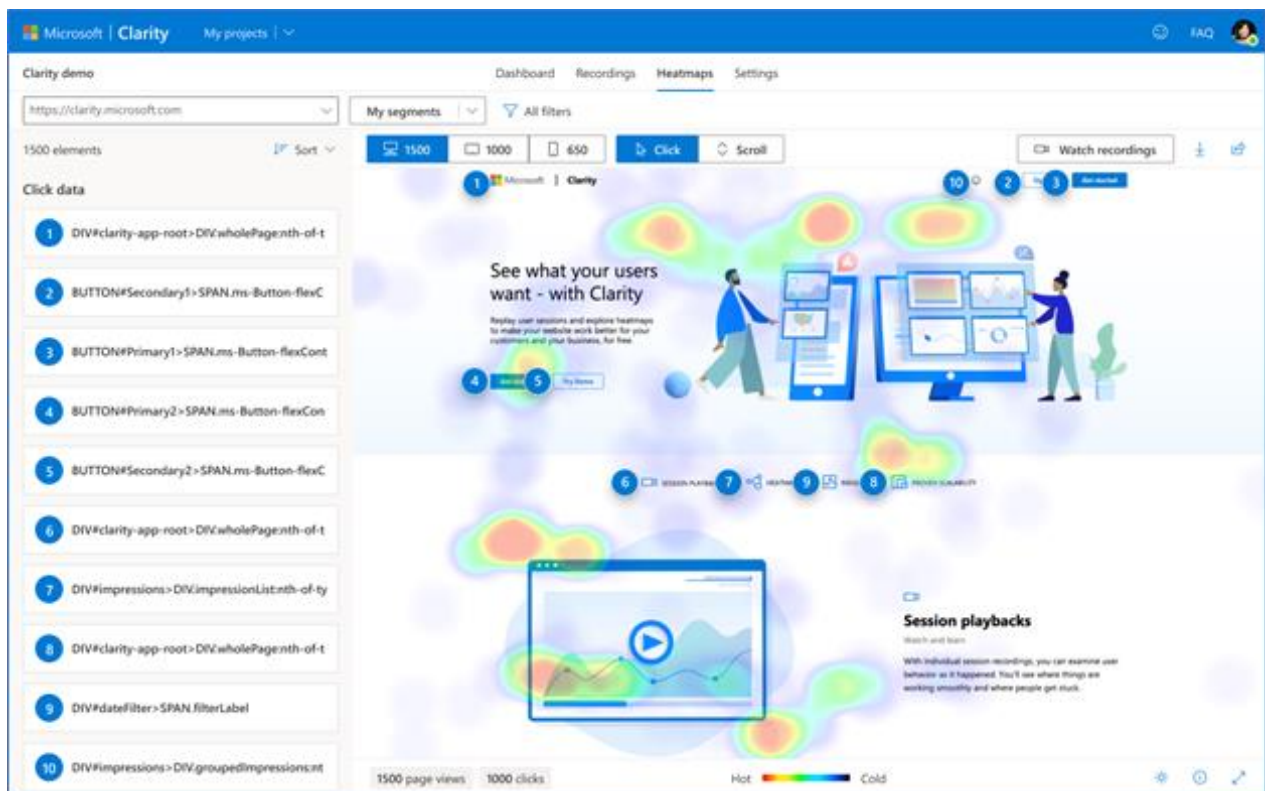 Microsoft | Clarity My projects FAQ
Clarity demo Dashboard Recordings Heatmaps Settings
https://clarity.microsoft.com My segments All filters
1500 elements Sort 1500 1000 650 Click Scroll Watch recordings
Click data
1 Microsoft | Clarity 10 2 3 Get started
1 DIV#clarity-app-root>DIV.wholePage:nth-of-t
2 BUTTON#Secondary1>SPAN.ms-Button-flexC
3 BUTTON#Primary1>SPAN.ms-Button-flexCont
4 BUTTON#Primary2>SPAN.ms-Button-flexCon
5 BUTTON#Secondary2>SPAN.ms-Button-flexC
6 DIV#clarity-app-root>DIV.wholePage:nth-of-t
7 DIV#impressions>DIV.impressionList:nth-of-ty
8 DIV#clarity-app-root>DIV.wholePage:nth-of-t
9 DIV#dateFilter>SPAN.filterLabel
10 DIV#impressions>DIV.groupedImpressions:nt
See what your users
want - with Clarity
Replay user sessions and explore heatmaps
to make your website work better for your
customers and your business, for free.
4 5 Try Demo
6 SESSION 7 9 8 PROVEN SCALABILITY
Session playbacks
Watch and learn
With individual session recordings, you can examine user
behavior as it happened. You'll see where things are
working smoothly and where people get stuck.
1500 page views 1000 clicks Hot Cold